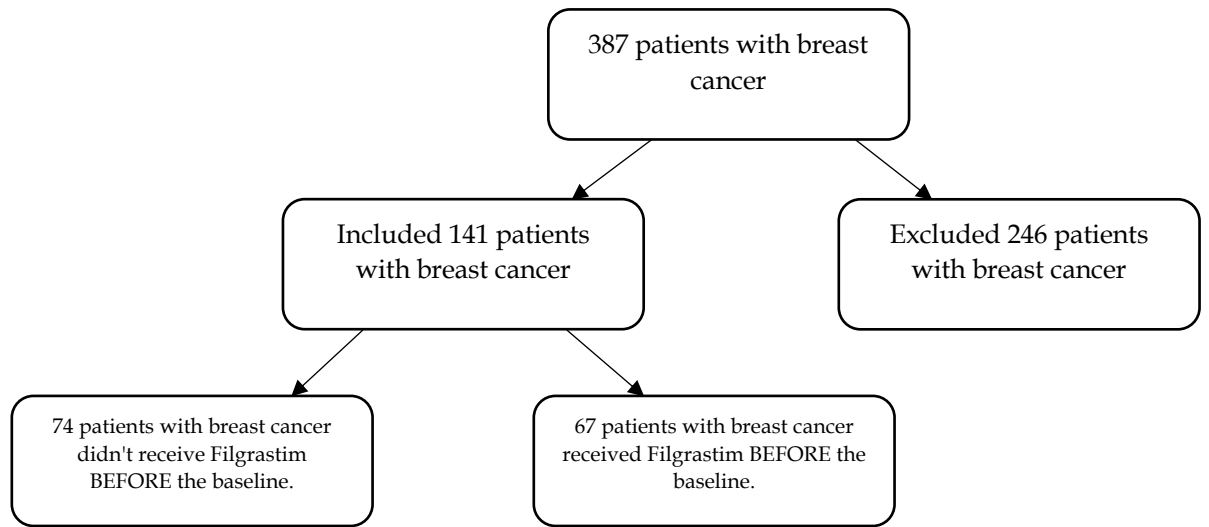 387 patients with breast
cancer
Included 141 patients
with breast cancer
Excluded 246 patients
with breast cancer
74 patients with breast cancer
didn't receive Filgrastim
BEFORE the baseline.
67 patients with breast cancer
received Filgrastim BEFORE the
baseline.